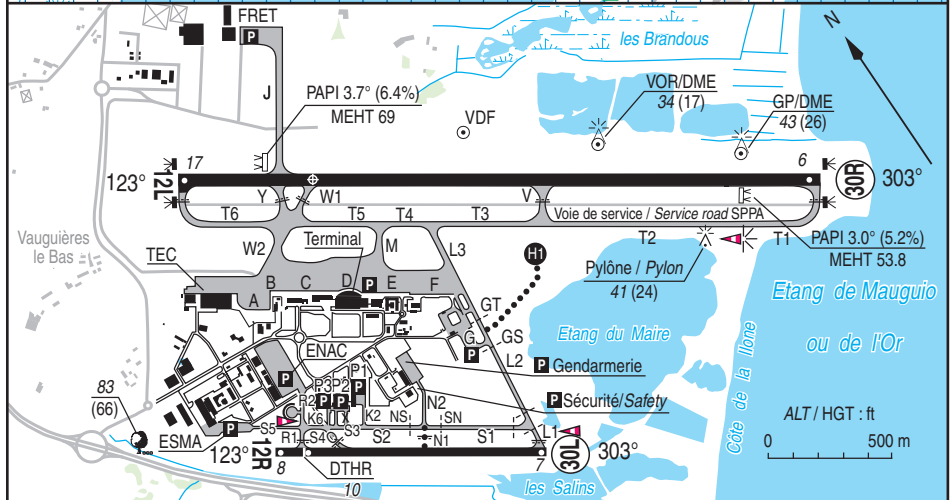 FRET
P
les Brandous
N
J
PAPI 3.7° (6.4%)
MEHT 69
VDF
VOR/DME
34 (17)
GP/DME
43 (26)
17
6
123°
12L
30R
303°
Y
W1
V
T6
T5
T4
T3
Voie de service / Service road SPPA
T2
T1
Vauguières
le Bas
TEC
W2
Terminal
M
L3
H1
Pylône / Pylon
41 (24)
PAPI 3.0° (5.2%)
MEHT 53.8
A
B
C
D
P
E
F
Etang de Mauguio
ou de l'Or
GT
GS
G
P
L2
Etang du Maire
ENAC
P
P3
P2
P1
P
P
P
P Gendarmerie
P Sécurité/Safety
Côte de la Ilone
83
(66)
ESMA
P
R2
K6
X
K2
NS
N2
SN
S5
R1
S4
S3
S2
N1
S1
L1
ALT / HGT : ft
0
500 m
123°
12R
8
DTHR
10
7
30L
303°
les Salins